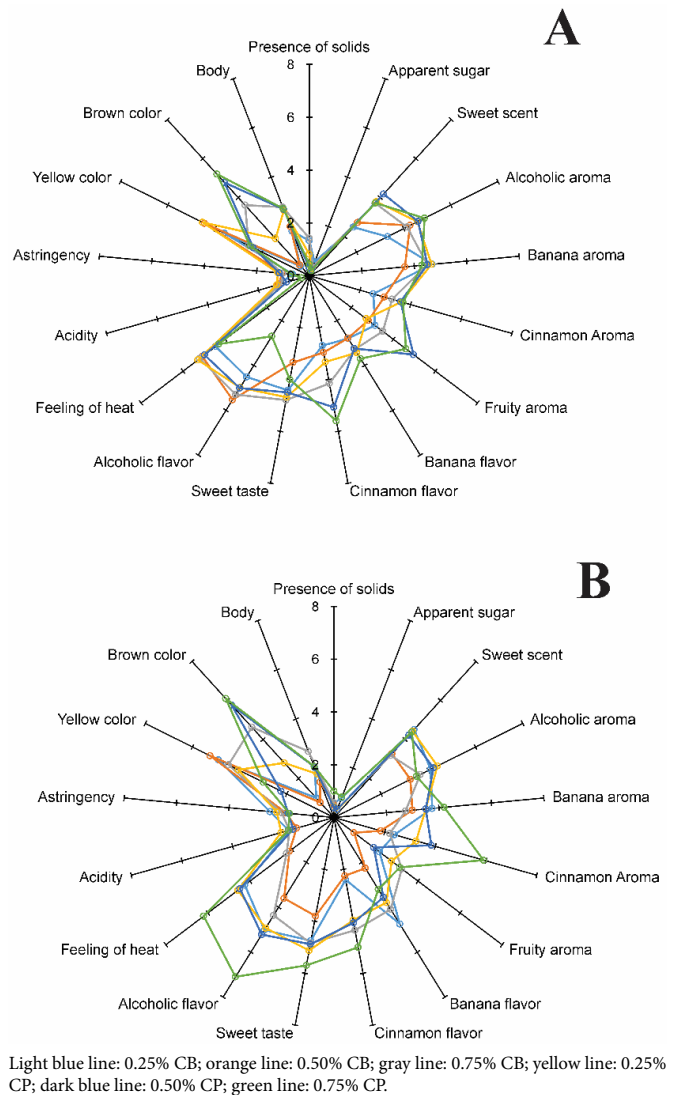 A
Presence of solids
Body
Apparent sugar
8
Brown color
Sweet scent
6
Yellow color
Alcoholic aroma
4
2
Astringency
Banana aroma
0
Acidity
Cinnamon Aroma
Feeling of heat
Fruity aroma
Alcoholic flavor
Banana flavor
Sweet taste
Cinnamon flavor
B
Presence of solids
Body
Apparent sugar
8
Brown color
Sweet scent
6
Yellow color
Alcoholic aroma
4
2
Astringency
Banana aroma
0
Acidity
Cinnamon Aroma
Feeling of heat
Fruity aroma
Alcoholic flavor
Banana flavor
Sweet taste
Cinnamon flavor
Light blue line: 0.25% CB; orange line: 0.50% CB; gray line: 0.75% CB; yellow line: 0.25%
CP; dark blue line: 0.50% CP; green line: 0.75% CP.